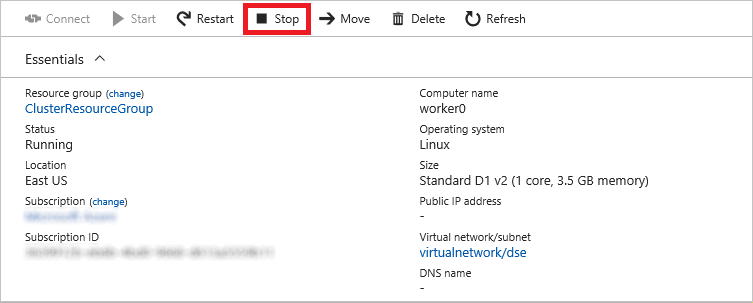 Connect Start Restart Stop Move Delete Refresh
Essentials
Resource group (change)
ClusterResourceGroup
Status
Running
Location
East US
Subscription (change)
Subscription ID
Computer name
worker0
Operating system
Linux
Size
Standard D1 v2 (1 core, 3.5 GB memory)
Public IP address
-
Virtual network/subnet
virtualnetwork/dse
DNS name
-